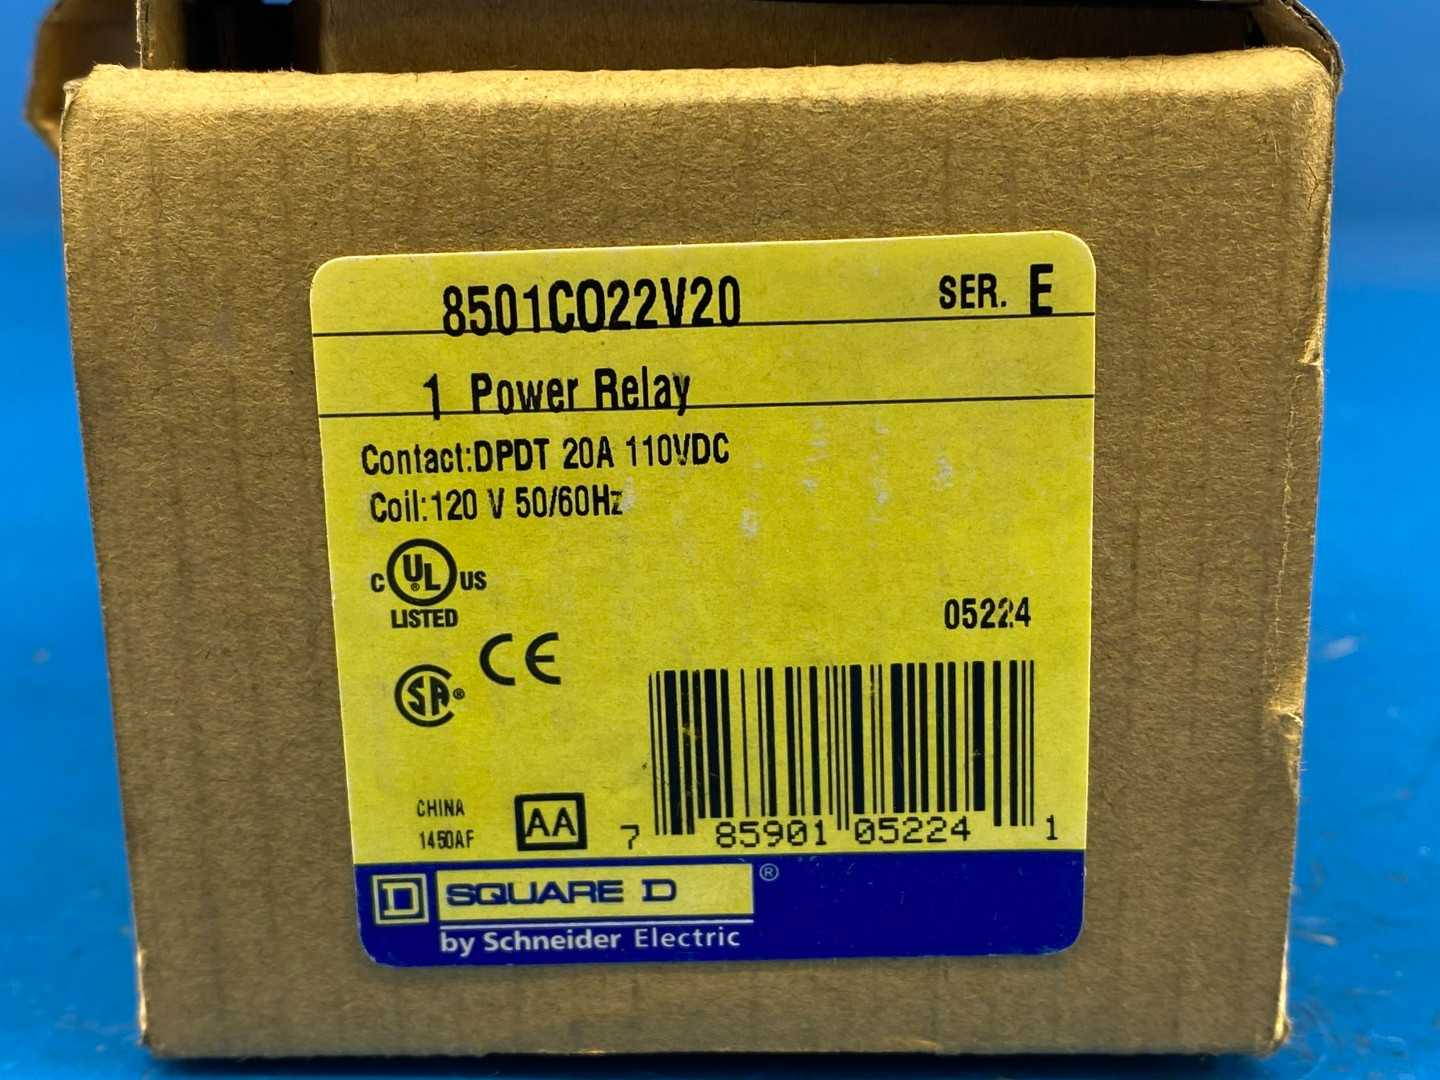 8501CO22V20 SER. E
1 Power Relay
Contact:DPDT 20A 110VDC
Coil:120 V 50/60Hz
C UL ® US
LISTED
05224
CE
SA ®
CHINA
1450AF
AA
7 85901 05224 1
D SQUARE D ®
by Schneider Electric